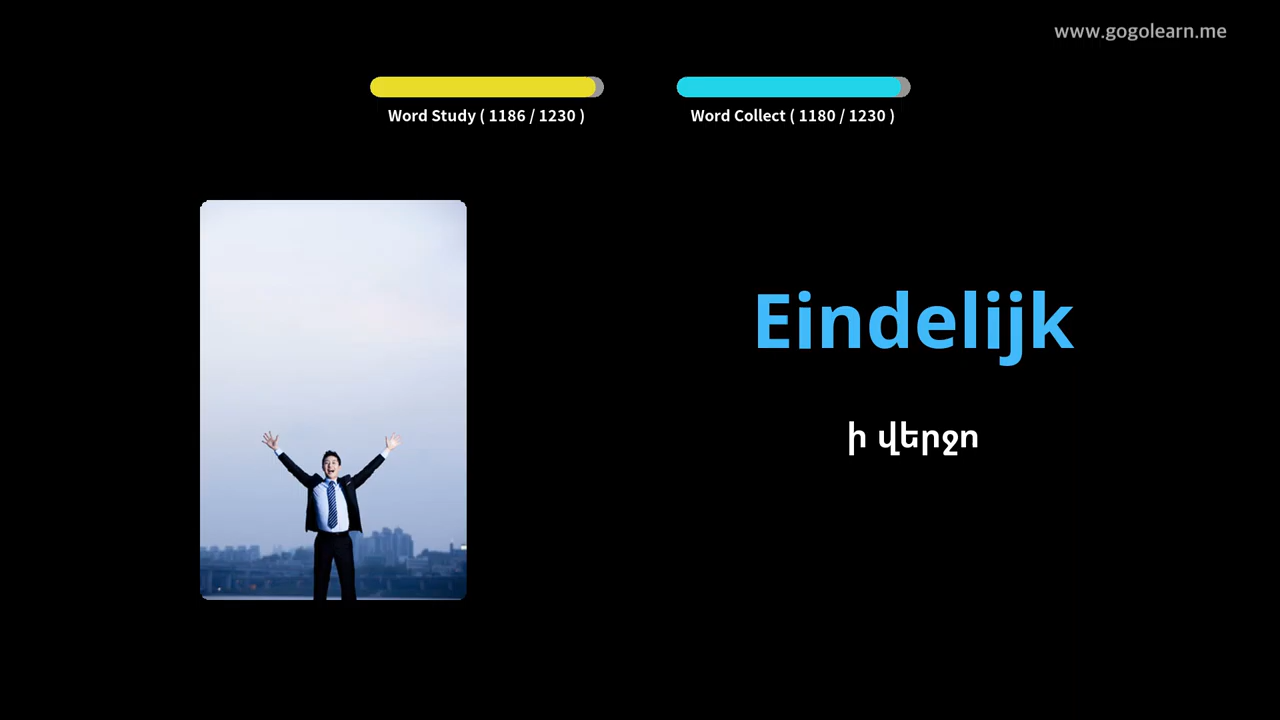 www.gogolearn.me
Word Study ( 1186 / 1230 )
Word Collect ( 1180 / 1230 )
Eindelijk
ի վերջո